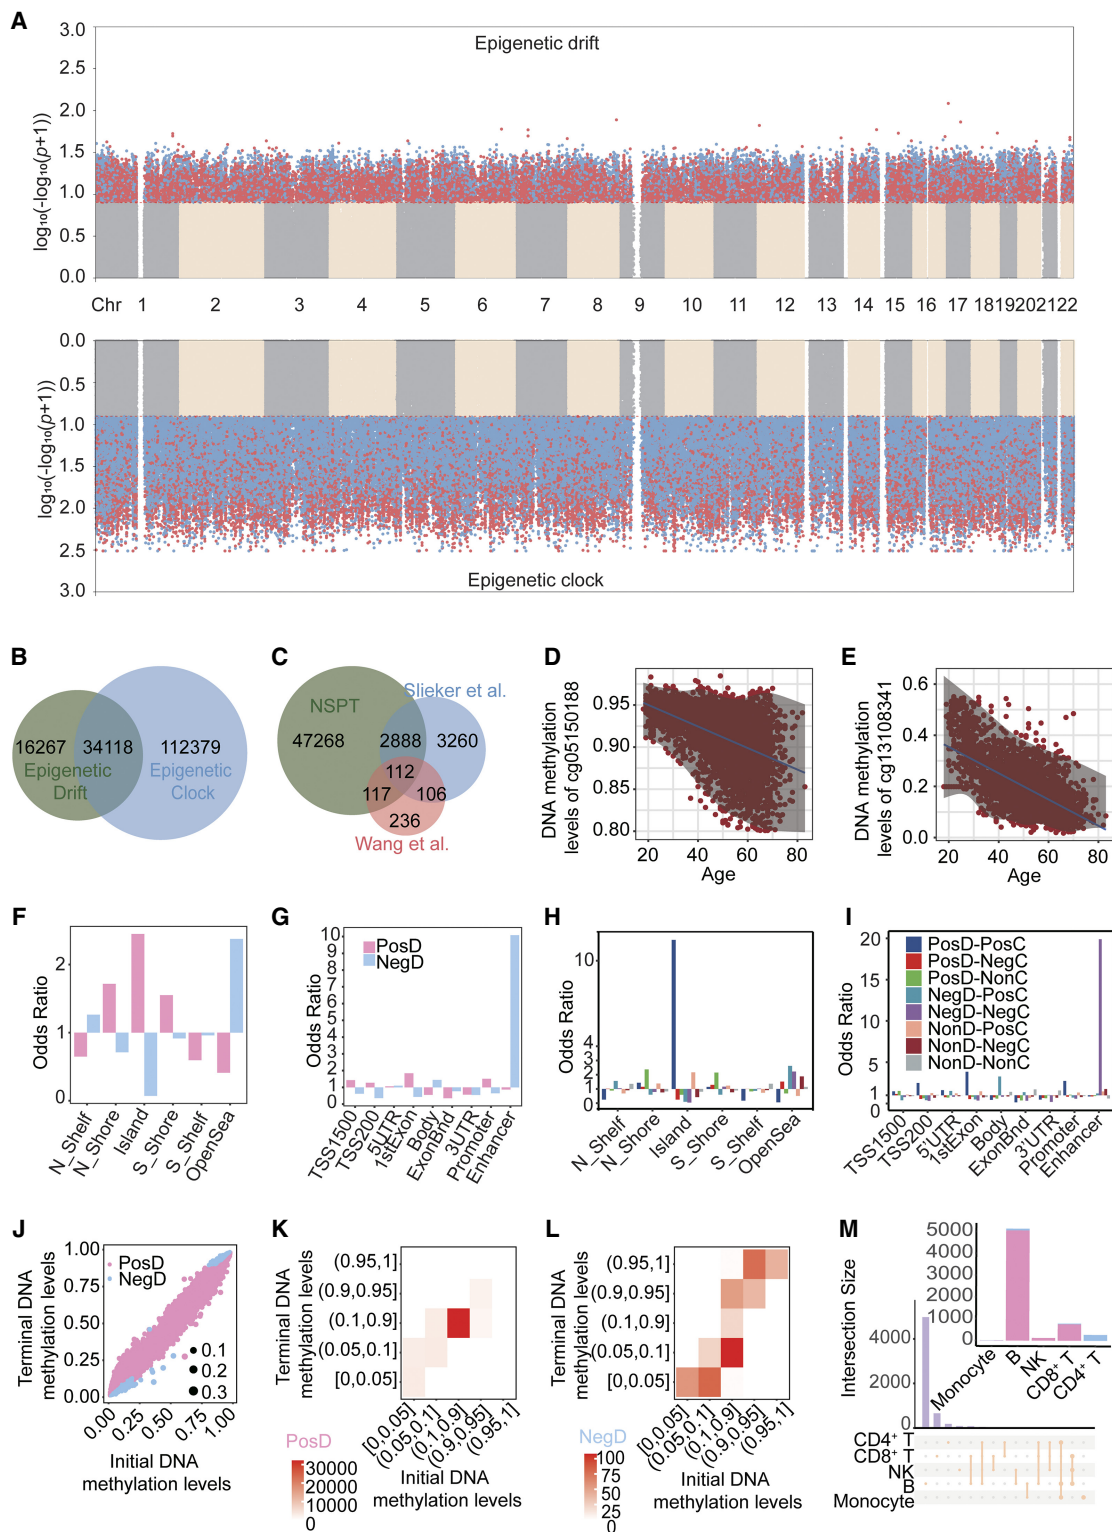 A
Epigenetic drift
log₁₀(-log₁₀(p+1))
3.0
2.5
2.0
1.5
1.0
0.5
0.0
Chr 1 2 3 4 5 6 7 8 9 10 11 12 13 14 15 16 17 18 19 20 21 22
log₁₀(-log₁₀(p+1))
0.0
0.5
1.0
1.5
2.0
2.5
3.0
Epigenetic clock
B
16267 34118 112379
Epigenetic Drift
Epigenetic Clock
C
NSPT
Slieker et al.
47268 2888 3260
112
117 106
236
Wang et al.
D
DNA methylation
levels of cg05150188
0.95
0.90
0.85
0.80
20 40 60 80
Age
E
DNA methylation
levels of cg13108341
0.6
0.4
0.2
0.0
20 40 60 80
Age
F
Odds Ratio
2
1
0
N_Shelf
N_Shore
Island
S_Shore
S_Shelf
OpenSea
G
PosD
NegD
Odds Ratio
10
9
8
7
6
5
4
3
2
1
0
TSS1500
TSS200
5'UTR
1stExon
Body
ExonBnd
3'UTR
Promoter
Enhancer
H
Odds Ratio
10
4
3
2
1
0
N_Shelf
N_Shore
Island
S_Shore
S_Shelf
OpenSea
I
Odds Ratio
20
15
10
5
1
0
PosD-PosC
PosD-NegC
PosD-NonC
NegD-PosC
NegD-NegC
NonD-PosC
NonD-NegC
NonD-NonC
TSS1500
TSS200
5'UTR
1stExon
Body
ExonBnd
3'UTR
Promoter
Enhancer
J
Terminal DNA
methylation levels
1.00
0.75
0.50
0.25
0.00
PosD
NegD
0.1
0.2
0.3
0.00
0.25
0.50
0.75
1.00
Initial DNA
methylation levels
K
Terminal DNA
methylation levels
(0.95,1]
(0.9,0.95]
(0.1,0.9]
(0.05,0.1]
[0,0.05]
[0,0.05]
(0.05,0.1]
(0.1,0.9]
(0.9,0.95]
(0.95,1]
Initial DNA
methylation levels
PosD
30000
20000
10000
0
L
Terminal DNA
methylation levels
(0.95,1]
(0.9,0.95]
(0.1,0.9]
(0.05,0.1]
[0,0.05]
[0,0.05]
(0.05,0.1]
(0.1,0.9]
(0.9,0.95]
(0.95,1]
Initial DNA
methylation levels
NegD
100
75
50
25
0
M
Intersection Size
5000
4000
3000
2000
1000
0
Monocyte
B
NK
CD8⁺ T
CD4⁺ T
4000
2000
0
CD4⁺ T
CD8⁺ T
NK
B
Monocyte